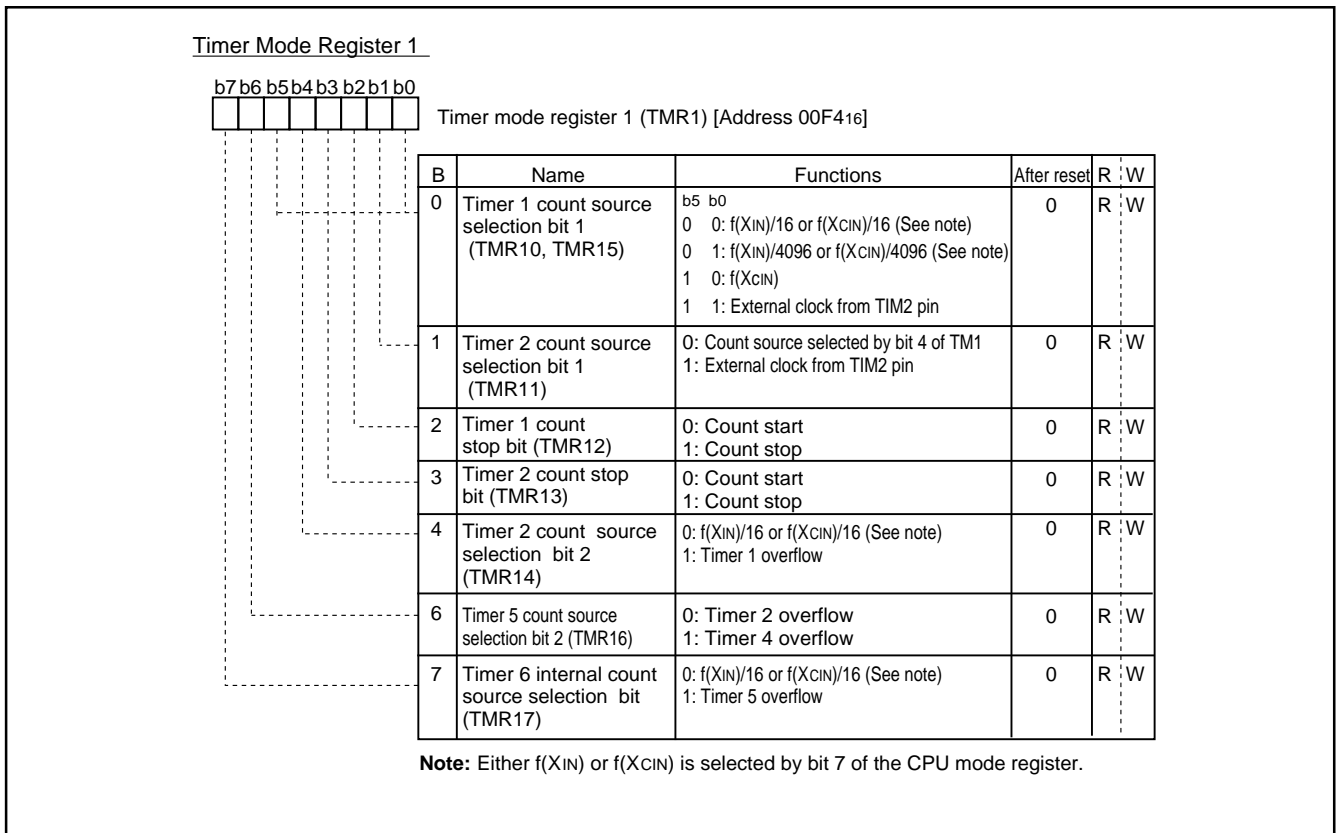 Timer Mode Register 1
b7 b6 b5 b4 b3 b2 b1 b0
Timer mode register 1 (TMR1) [Address 00F416]
B Name Functions After reset R W
0 Timer 1 count source selection bit 1 (TMR10, TMR15)
b5 b0
0 0: f(XIN)/16 or f(XCIN)/16 (See note)
0 1: f(XIN)/4096 or f(XCIN)/4096 (See note)
1 0: f(XCIN)
1 1: External clock from TIM2 pin
0 R W
1 Timer 2 count source selection bit 1 (TMR11)
0: Count source selected by bit 4 of TM1
1: External clock from TIM2 pin
0 R W
2 Timer 1 count stop bit (TMR12)
0: Count start
1: Count stop
0 R W
3 Timer 2 count stop bit (TMR13)
0: Count start
1: Count stop
0 R W
4 Timer 2 count source selection bit 2 (TMR14)
0: f(XIN)/16 or f(XCIN)/16 (See note)
1: Timer 1 overflow
0 R W
6 Timer 5 count source selection bit 2 (TMR16)
0: Timer 2 overflow
1: Timer 4 overflow
0 R W
7 Timer 6 internal count source selection bit (TMR17)
0: f(XIN)/16 or f(XCIN)/16 (See note)
1: Timer 5 overflow
0 R W
Note: Either f(XIN) or f(XCIN) is selected by bit 7 of the CPU mode register.